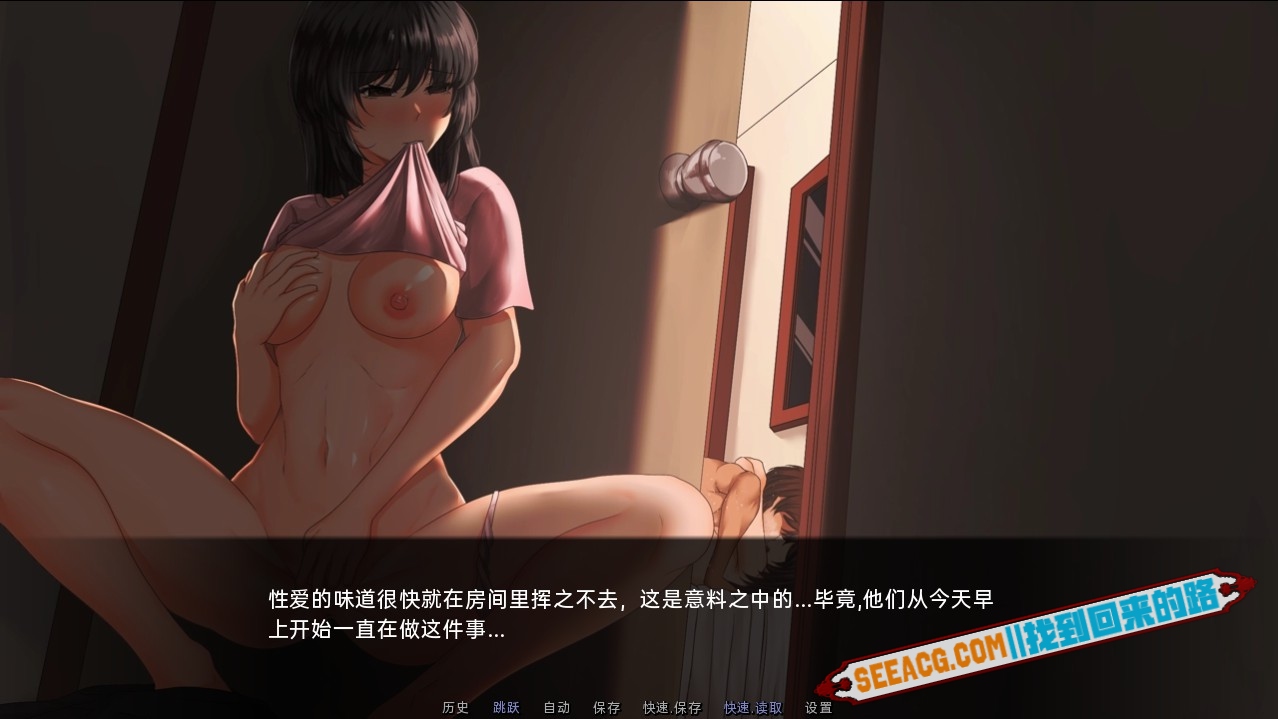 性爱的味道很快就在房间里挥之不去，这是意料之中的...毕竟,他们从今天早
上开始一直在做这件事...
SEEACG.COM||找到回来的路
历史 跳跃 自动 保存 快速.保存 快速.读取 设置